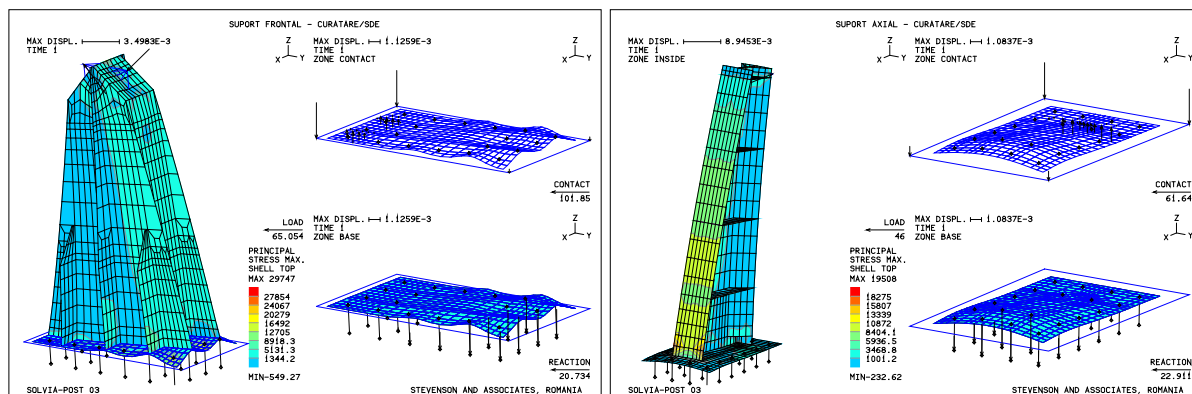 SUPORT FRONTAL - CURATARE/SDE
MAX DISPL. 3.4983E-3
TIME 1
Z
X Y
MAX DISPL. 1.1259E-3
TIME 1
ZONE CONTACT
Z
X Y
CONTACT
101.85
LOAD
65.054
MAX DISPL. 1.1259E-3
TIME 1
ZONE BASE
Z
X Y
PRINCIPAL
STRESS MAX.
SHELL TOP
MAX 29747
27854
24067
20279
16492
12705
8918.3
5131.3
1344.2
MIN-549.27
REACTION
20.734
SOLVIA-POST 03
STEVENSON AND ASSOCIATES, ROMANIA
SUPORT AXIAL - CURATARE/SDE
MAX DISPL. 8.9453E-3
TIME 1
ZONE INSIDE
Z
X Y
MAX DISPL. 1.0837E-3
TIME 1
ZONE CONTACT
Z
X Y
CONTACT
61.64
LOAD
46
MAX DISPL. 1.0837E-3
TIME 1
ZONE BASE
Z
X Y
PRINCIPAL
STRESS MAX.
SHELL TOP
MAX 19508
18275
15807
13339
10872
8404.1
5936.5
3468.8
1001.2
MIN-232.62
REACTION
22.911
SOLVIA-POST 03
STEVENSON AND ASSOCIATES, ROMANIA